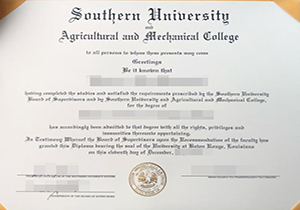 Southern University
and
Agricultural and Mechanical College
to all persons to whom these presents may come
Greetings
Be it known that
having completed the studies and satisfied the requirements prescribed by the Southern University
Board of Supervisors and by Southern University and Agricultural and Mechanical College,
for the degree of
has accordingly been admitted to that degree with all the rights, privileges and
immunities thereunto appertaining.
In Testimony Whereof the Board of Supervisors upon the Recommendation of the faculty has
granted this Diploma bearing the seal of the University at Baton Rouge, Louisiana
on this eleventh day of December,